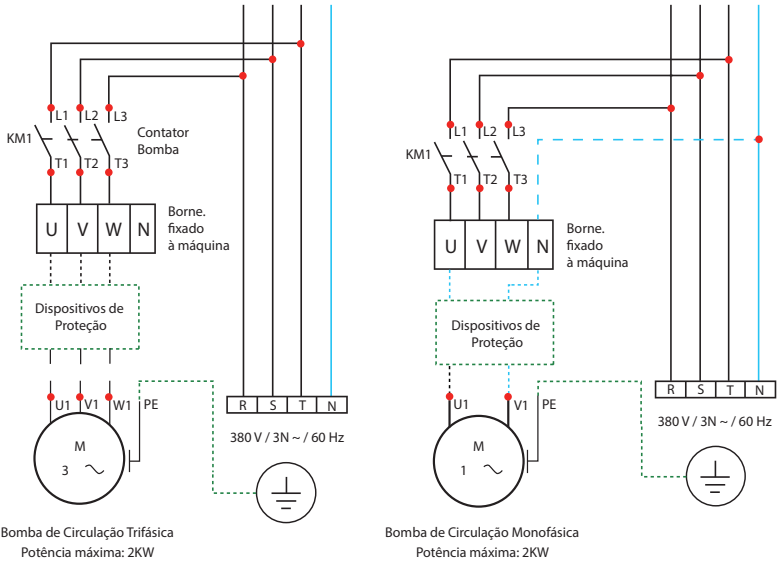 L1 L2 L3
KM1
Contator
Bomba
T1 T2 T3
U V W N
Borne.
fixado
à máquina
Dispositivos de
Proteção
U1 V1 W1 PE
R S T N
M
3
380 V / 3N ~ / 60 Hz
Bomba de Circulação Trifásica
Potência máxima: 2KW
L1 L2 L3
KM1
T1 T2 T3
U V W N
Borne.
fixado
à máquina
Dispositivos de
Proteção
R S T N
U1 V1 PE
380 V / 3N ~ / 60 Hz
M
1
Bomba de Circulação Monofásica
Potência máxima: 2KW